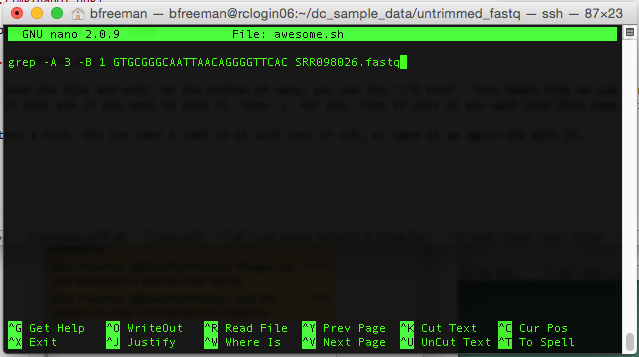 bfreeman — bfreeman@rclogin06:~/dc_sample_data/untrimmed_fastq — ssh — 87×23
GNU nano 2.0.9 File: awesome.sh
grep -A 3 -B 1 GTGCGGGCAATTAACAGGGGTTCAC SRR098026.fastq
^G Get Help ^O WriteOut ^R Read File ^Y Prev Page ^K Cut Text ^C Cur Pos
^X Exit ^J Justify ^W Where Is ^V Next Page ^U UnCut Text ^T To Spell